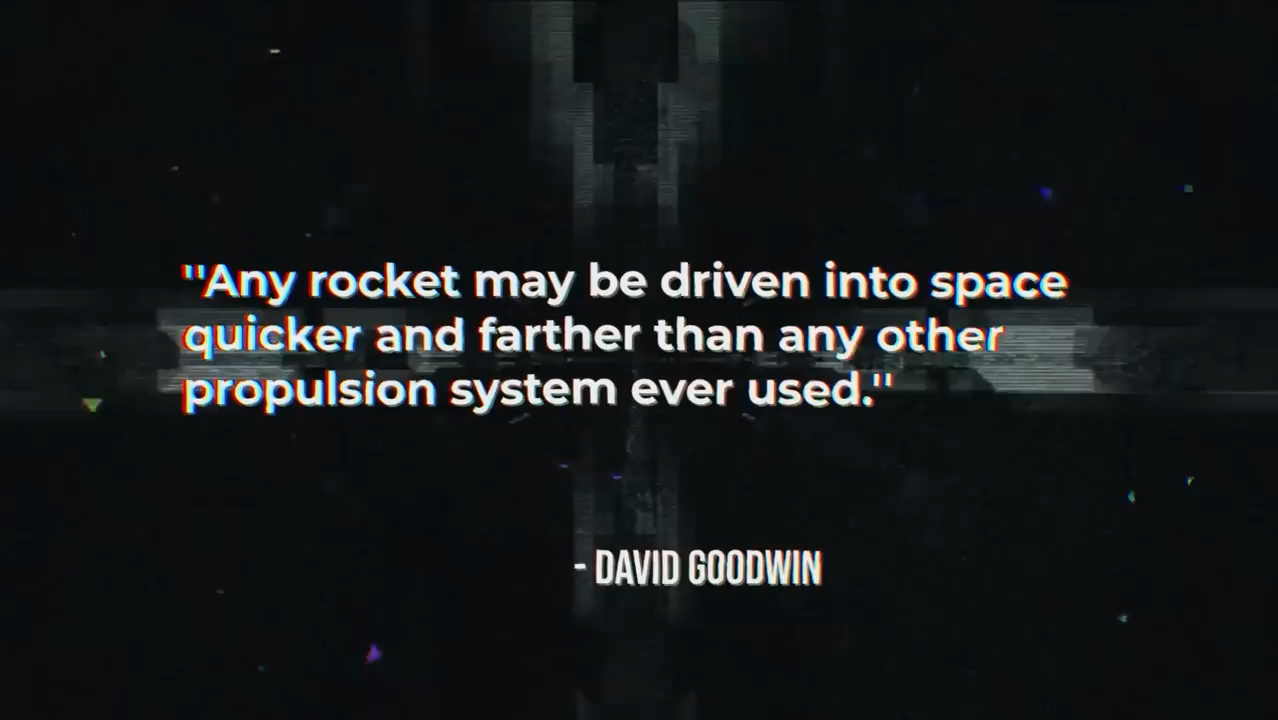 "Any rocket may be driven into space
quicker and farther than any other
propulsion system ever used."
- DAVID GOODWIN